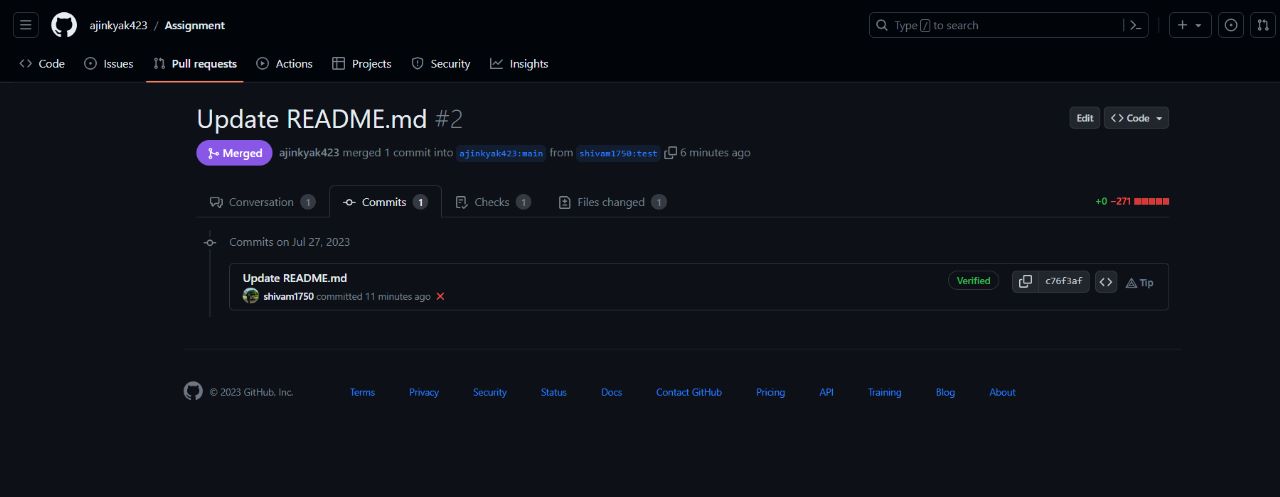 ajinkyak423 / Assignment
Type / to search
Code Issues Pull requests Actions Projects Security Insights
Update README.md #2
Edit Code
Merged ajinkyak423 merged 1 commit into ajinkyak423:main from shivam1750:test 6 minutes ago
Conversation 1 Commits 1 Checks 1 Files changed 1 +0 −271
Commits on Jul 27, 2023
Update README.md
shivam1750 committed 11 minutes ago
Verified c76f3af Tip
© 2023 GitHub, Inc. Terms Privacy Security Status Docs Contact GitHub Pricing API Training Blog About